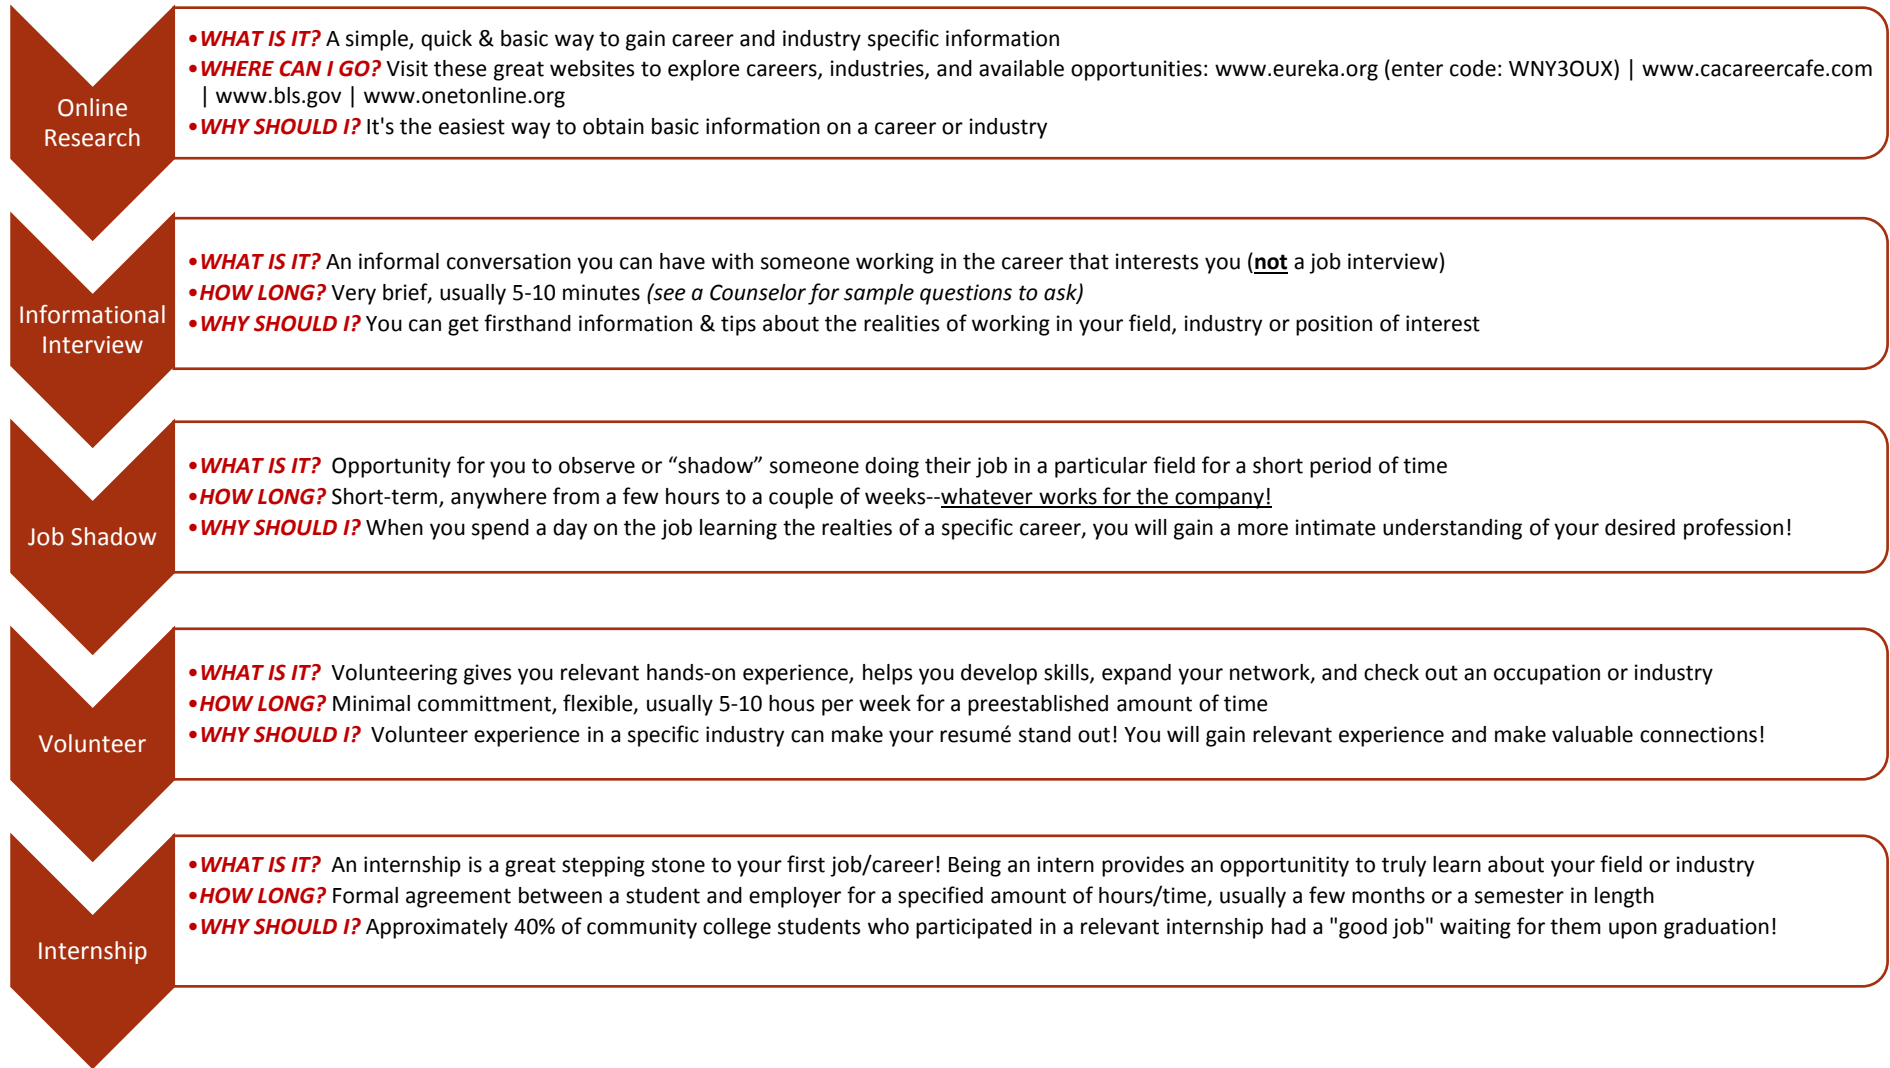 Online
Research
•WHAT IS IT? A simple, quick & basic way to gain career and industry specific information
•WHERE CAN I GO? Visit these great websites to explore careers, industries, and available opportunities: www.eureka.org (enter code: WNY3OUX) | www.cacareercafe.com
| www.bls.gov | www.onetonline.org
•WHY SHOULD I? It's the easiest way to obtain basic information on a career or industry
Informational
Interview
•WHAT IS IT? An informal conversation you can have with someone working in the career that interests you (not a job interview)
•HOW LONG? Very brief, usually 5-10 minutes (see a Counselor for sample questions to ask)
•WHY SHOULD I? You can get firsthand information & tips about the realities of working in your field, industry or position of interest
Job Shadow
•WHAT IS IT? Opportunity for you to observe or “shadow” someone doing their job in a particular field for a short period of time
•HOW LONG? Short-term, anywhere from a few hours to a couple of weeks--whatever works for the company!
•WHY SHOULD I? When you spend a day on the job learning the realties of a specific career, you will gain a more intimate understanding of your desired profession!
Volunteer
•WHAT IS IT? Volunteering gives you relevant hands-on experience, helps you develop skills, expand your network, and check out an occupation or industry
•HOW LONG? Minimal committment, flexible, usually 5-10 hous per week for a preestablished amount of time
•WHY SHOULD I? Volunteer experience in a specific industry can make your resumé stand out! You will gain relevant experience and make valuable connections!
Internship
•WHAT IS IT? An internship is a great stepping stone to your first job/career! Being an intern provides an opportunitity to truly learn about your field or industry
•HOW LONG? Formal agreement between a student and employer for a specified amount of hours/time, usually a few months or a semester in length
•WHY SHOULD I? Approximately 40% of community college students who participated in a relevant internship had a "good job" waiting for them upon graduation!